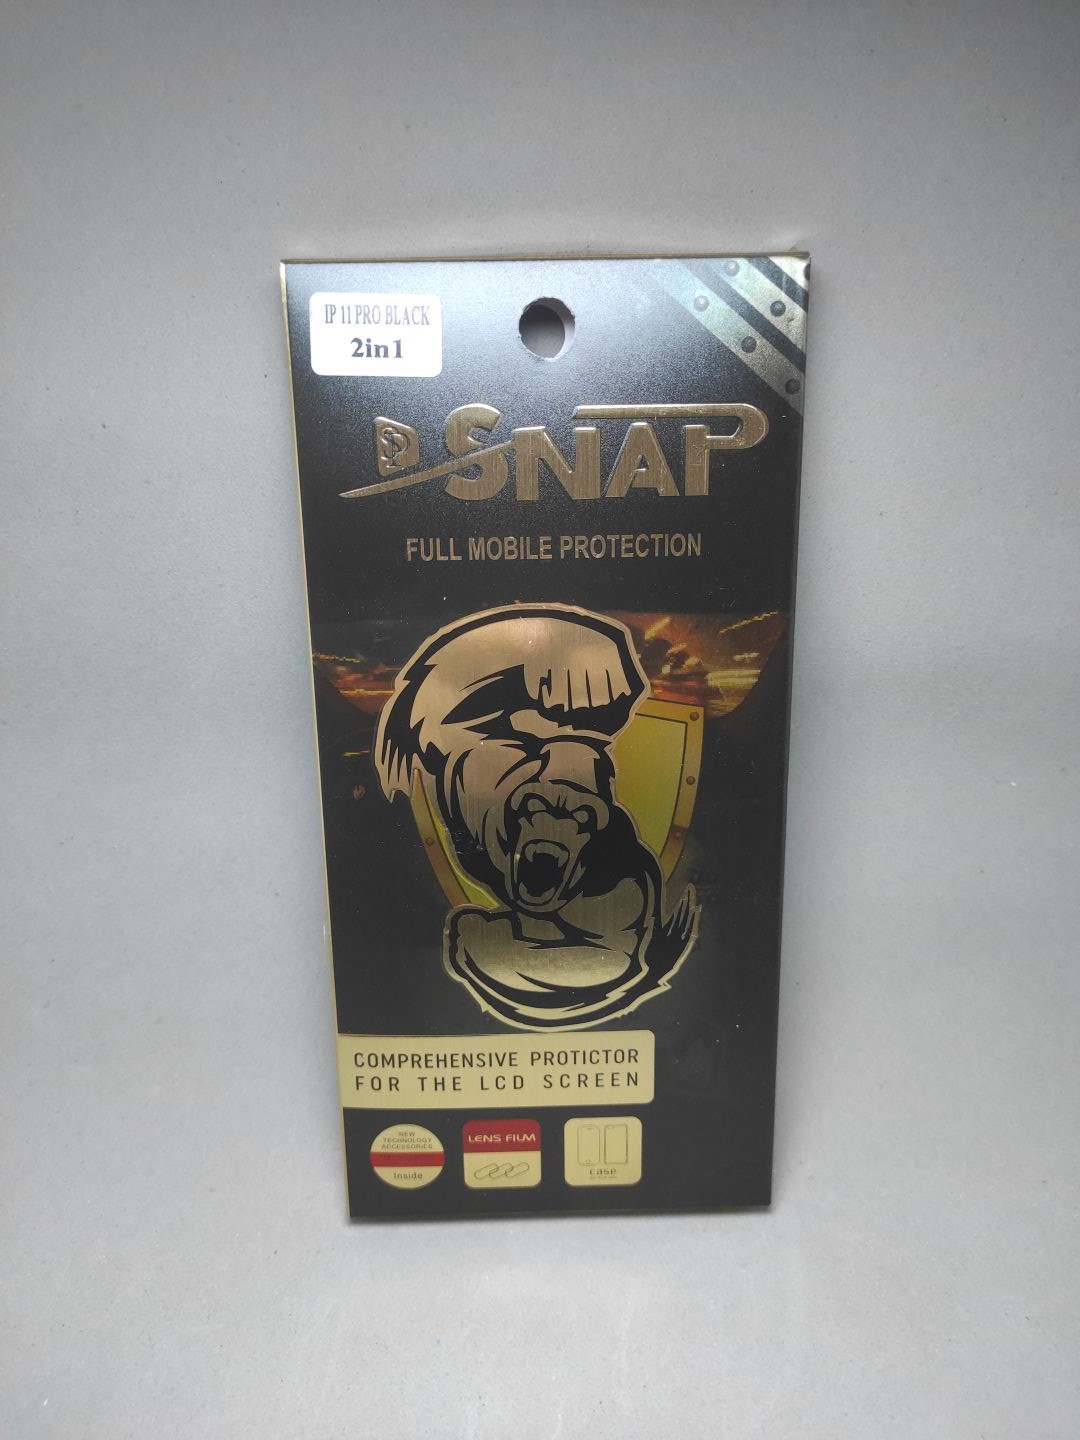 IP 11 PRO BLACK
2in1
SNAP
FULL MOBILE PROTECTION
COMPREHENSIVE PROTICTOR
FOR THE LCD SCREEN
NEW
TECHNOLOGY
ACCESSORIES
Inside
LENS FILM
case